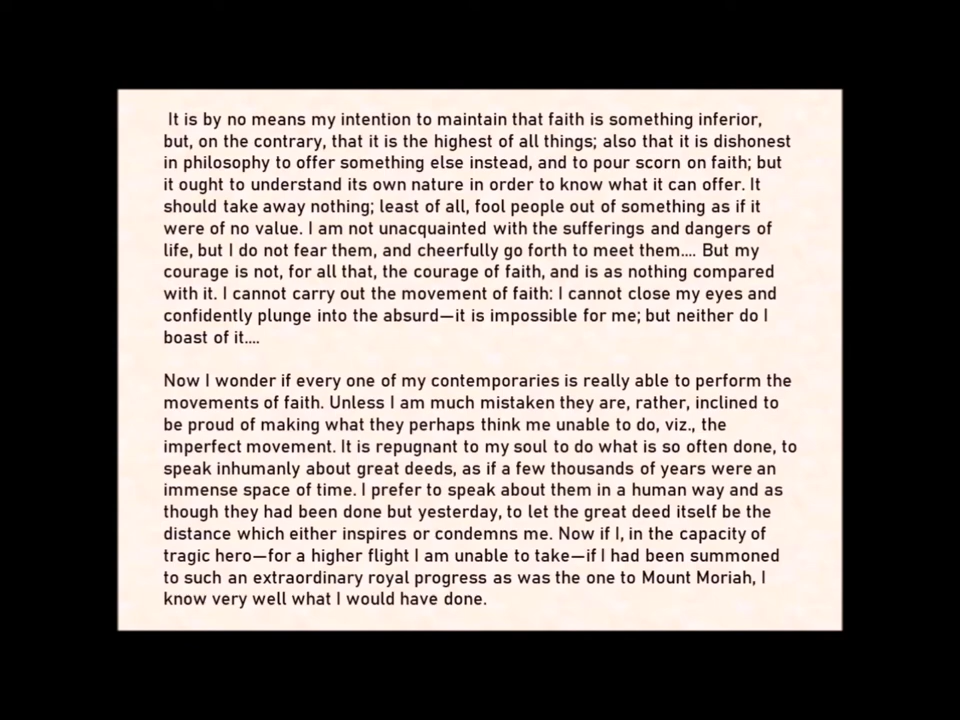 It is by no means my intention to maintain that faith is something inferior,
but, on the contrary, that it is the highest of all things; also that it is dishonest
in philosophy to offer something else instead, and to pour scorn on faith; but
it ought to understand its own nature in order to know what it can offer. It
should take away nothing; least of all, fool people out of something as if it
were of no value. I am not unacquainted with the sufferings and dangers of
life, but I do not fear them, and cheerfully go forth to meet them.... But my
courage is not, for all that, the courage of faith, and is as nothing compared
with it. I cannot carry out the movement of faith: I cannot close my eyes and
confidently plunge into the absurd—it is impossible for me; but neither do I
boast of it....
Now I wonder if every one of my contemporaries is really able to perform the
movements of faith. Unless I am much mistaken they are, rather, inclined to
be proud of making what they perhaps think me unable to do, viz., the
imperfect movement. It is repugnant to my soul to do what is so often done, to
speak inhumanly about great deeds, as if a few thousands of years were an
immense space of time. I prefer to speak about them in a human way and as
though they had been done but yesterday, to let the great deed itself be the
distance which either inspires or condemns me. Now if I, in the capacity of
tragic hero—for a higher flight I am unable to take—if I had been summoned
to such an extraordinary royal progress as was the one to Mount Moriah, I
know very well what I would have done.